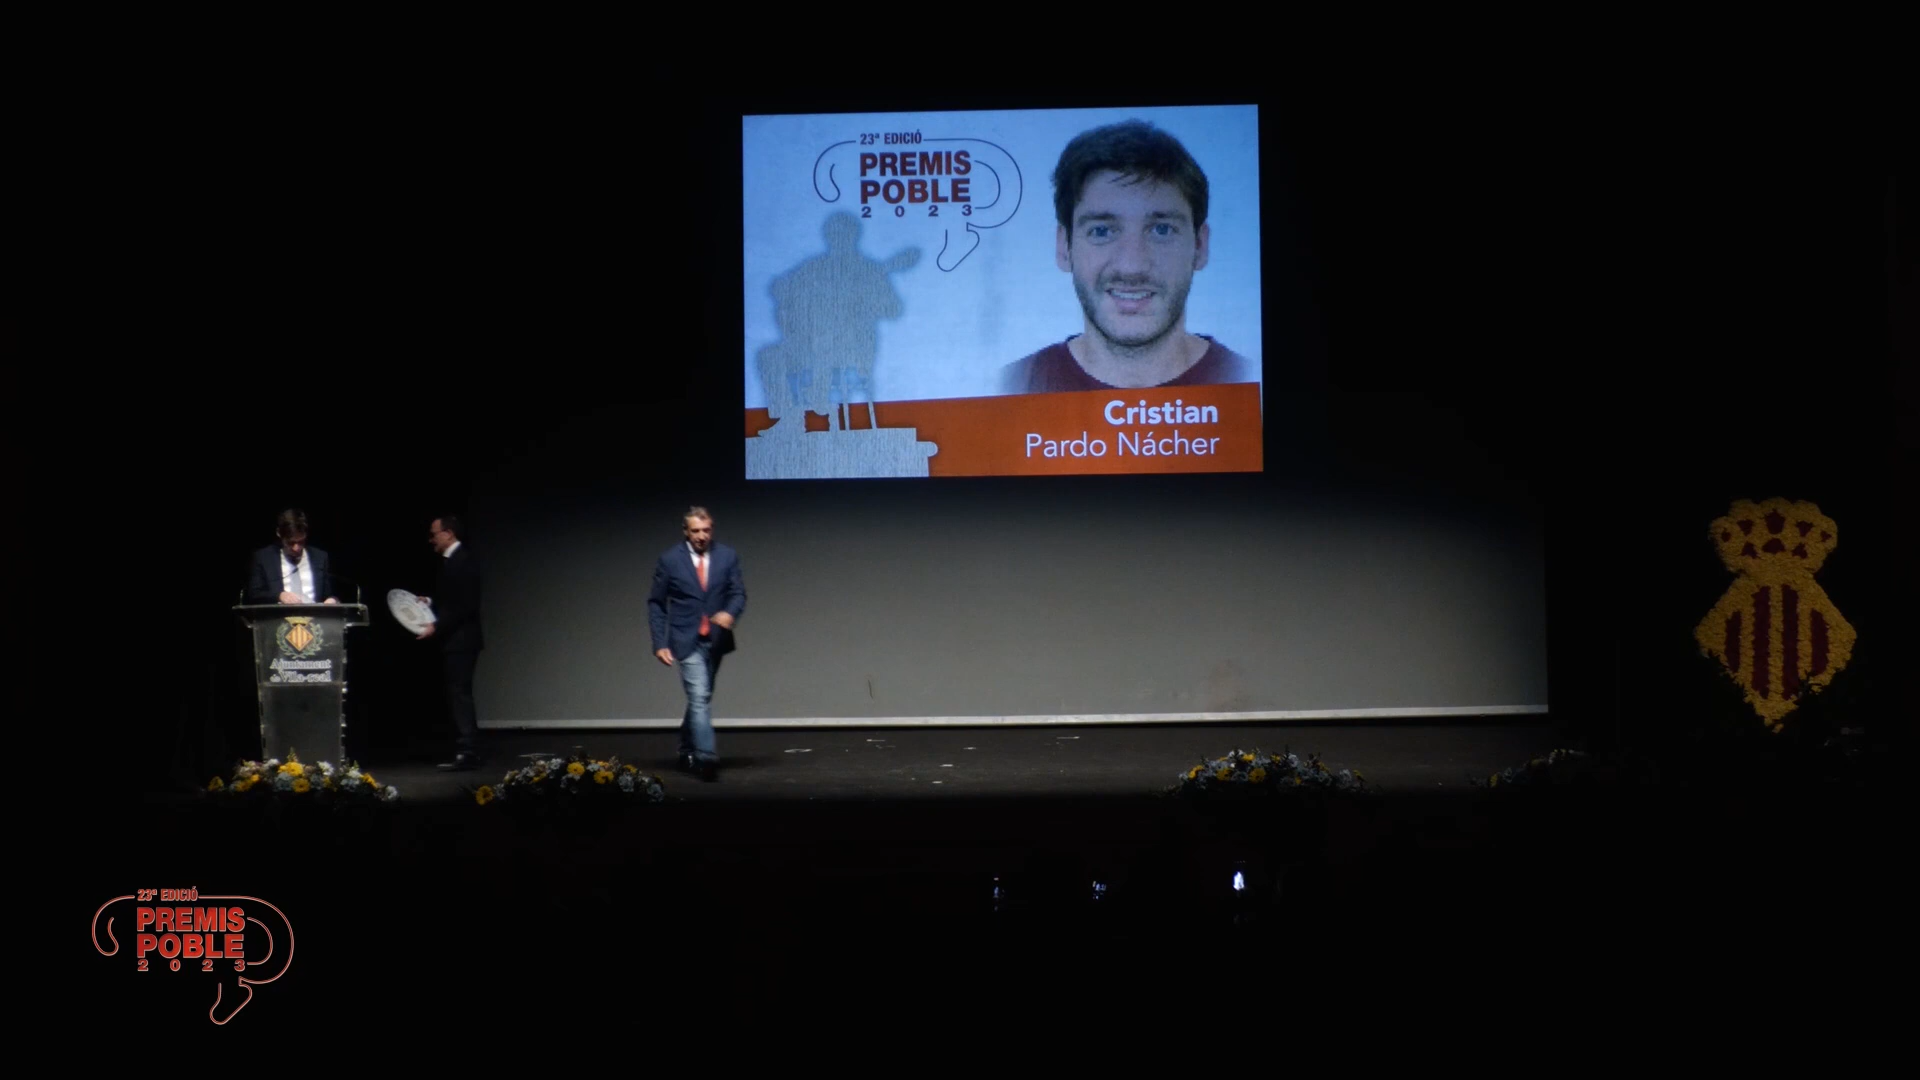 23ª EDICIÓ
PREMIS
POBLE
2023
Cristian
Pardo Nácher
Ajuntament
de Vila-real
23ª EDICIÓ
PREMIS
POBLE
2023